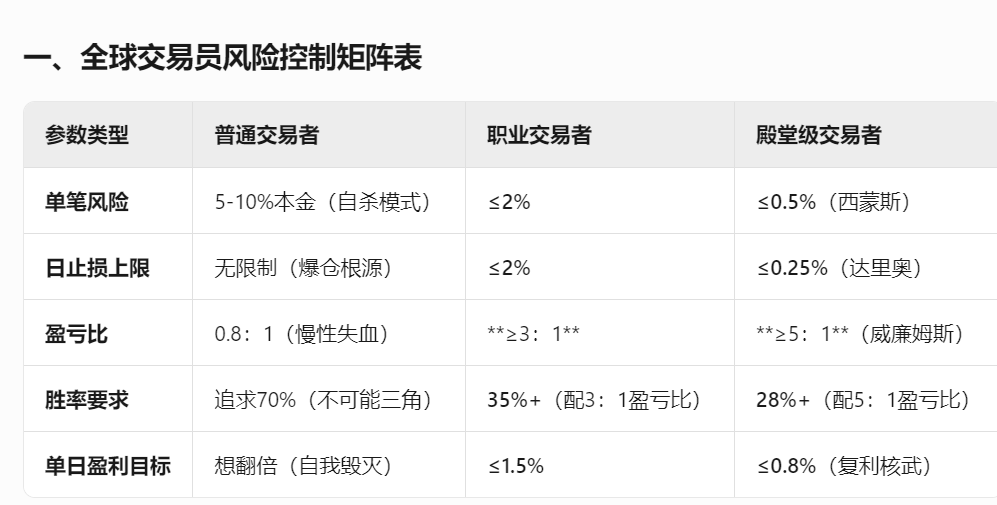 一、全球交易员风险控制矩阵表
参数类型 普通交易者 职业交易者 殿堂级交易者
单笔风险 5-10%本金（自杀模式） ≤2% ≤0.5%（西蒙斯）
日止损上限 无限制（爆仓根源） ≤2% ≤0.25%（达里奥）
盈亏比 0.8：1（慢性失血） **≥3：1** **≥5：1**（威廉姆斯）
胜率要求 追求70%（不可能三角） 35%+（配3：1盈亏比） 28%+（配5：1盈亏比）
单日盈利目标 想翻倍（自我毁灭） ≤1.5% ≤0.8%（复利核武）